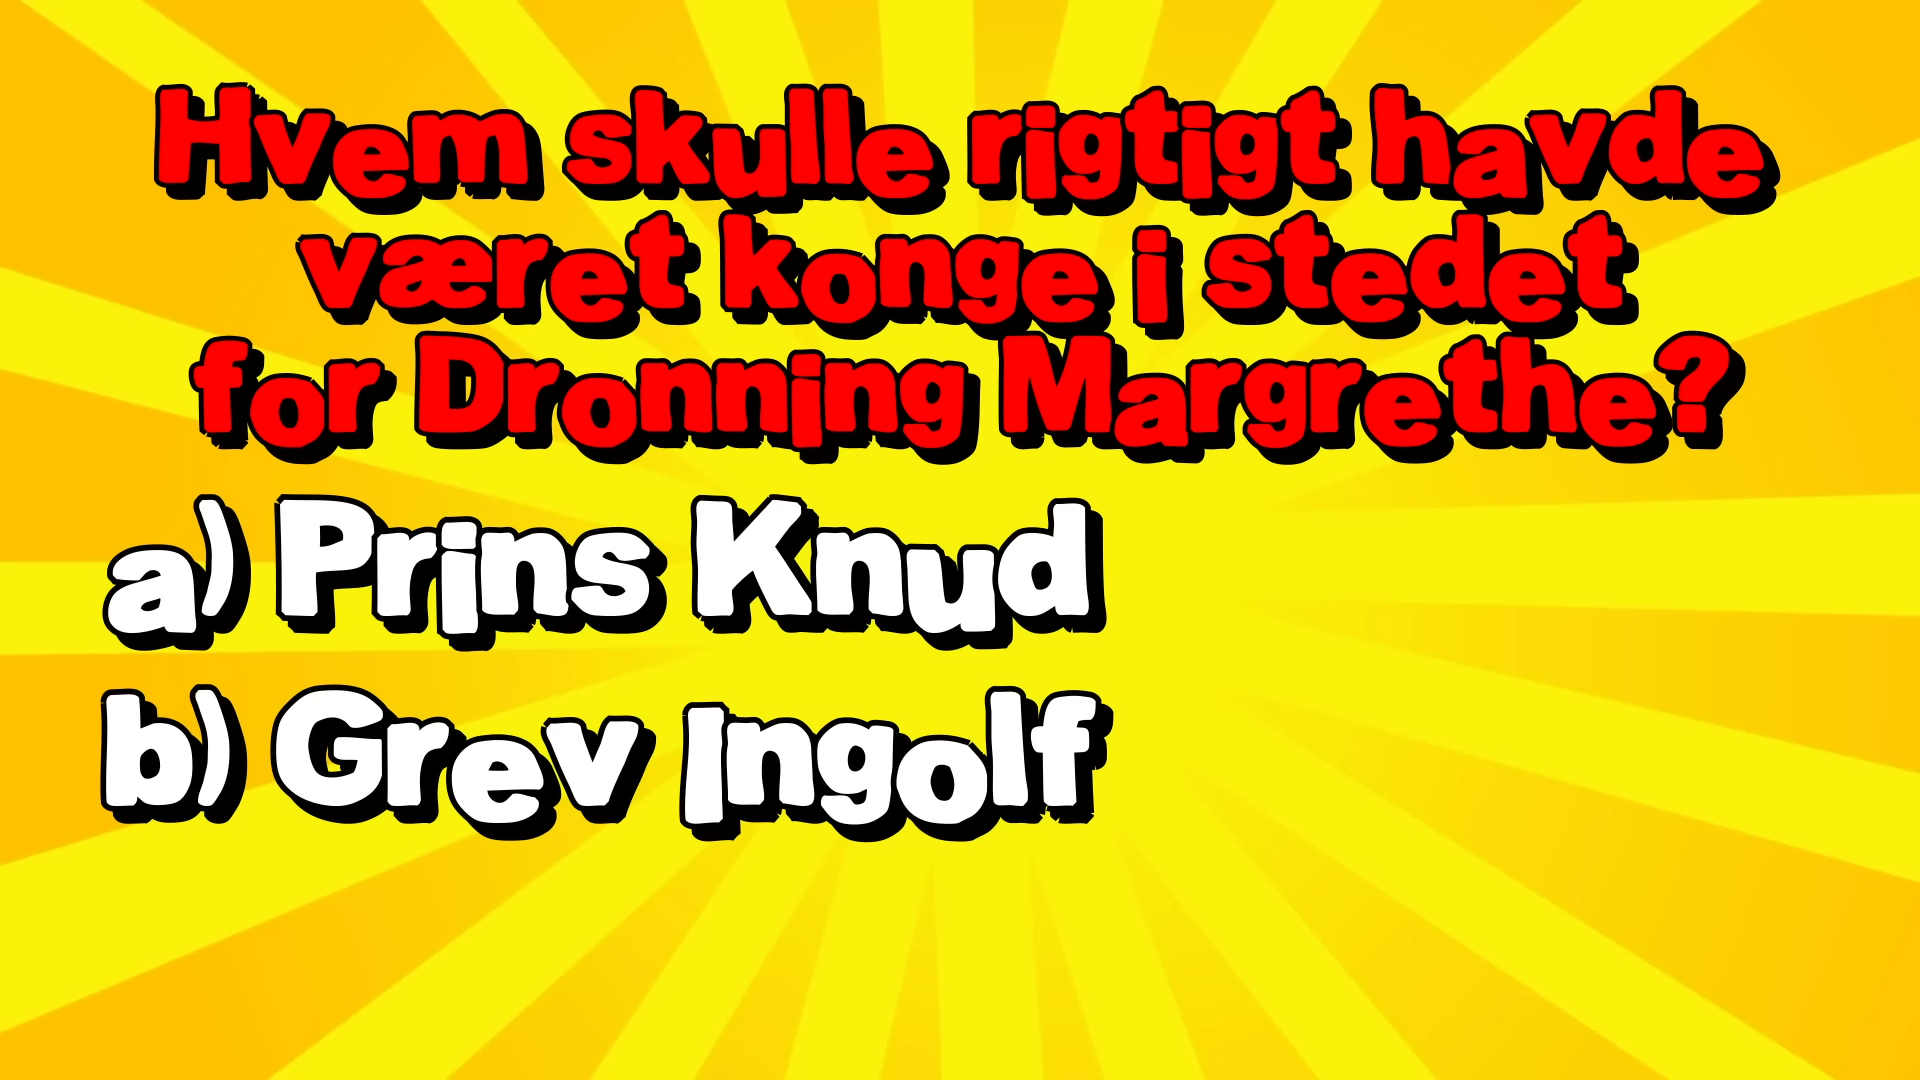 Hvem skulle rigtigt havde
været konge i stedet
for Dronning Margrethe?
a) Prins Knud
b) Grev Ingolf